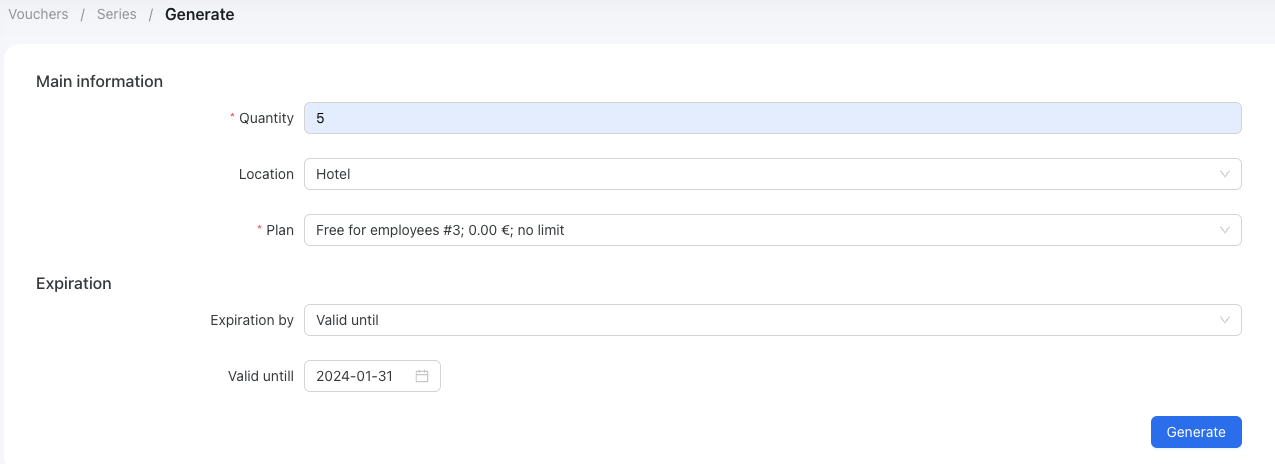 Vouchers / Series / Generate
Main information
* Quantity 5
Location Hotel
* Plan Free for employees #3; 0.00 €; no limit
Expiration
Expiration by Valid until
Valid untill 2024-01-31
Generate